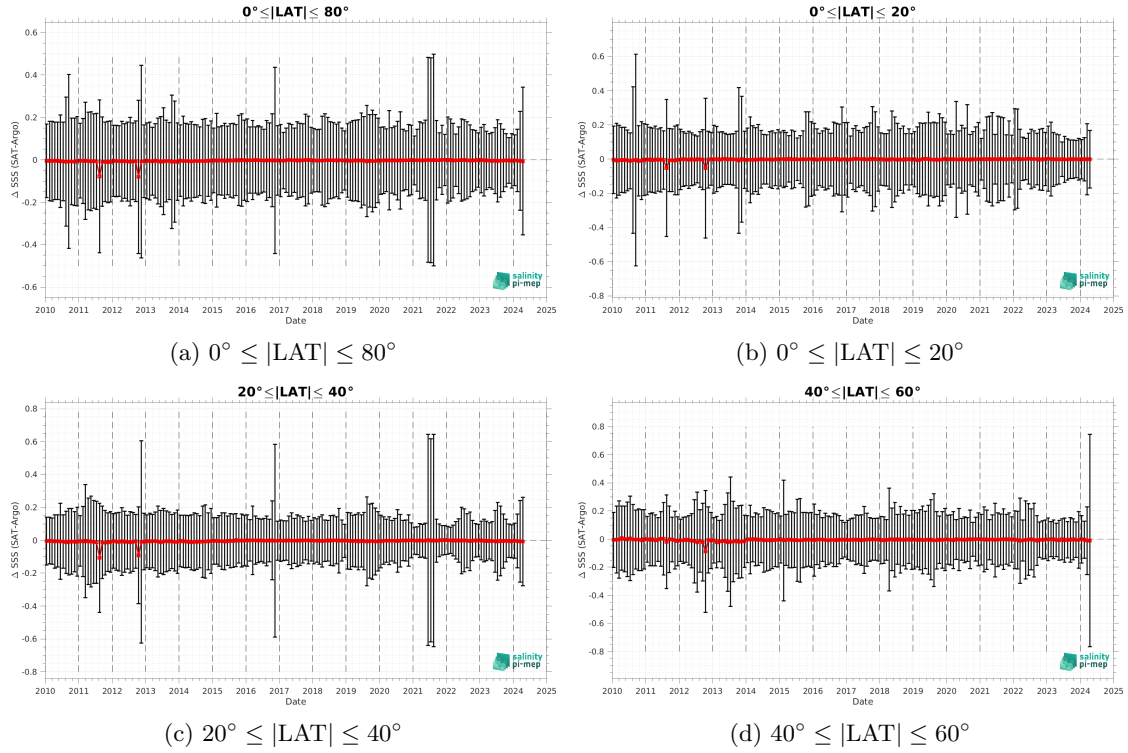 0°≤|LAT|≤ 80°
Δ SSS (SAT-Argo)
0.6
0.4
0.2
0
-0.2
-0.4
-0.6
2010 2011 2012 2013 2014 2015 2016 2017 2018 2019 2020 2021 2022 2023 2024 2025
Date
salinity
pi-mep
(a) 0° ≤ |LAT| ≤ 80°
0°≤|LAT|≤ 20°
Δ SSS (SAT-Argo)
0.6
0.4
0.2
0
-0.2
-0.4
-0.6
-0.8
2010 2011 2012 2013 2014 2015 2016 2017 2018 2019 2020 2021 2022 2023 2024 2025
Date
salinity
pi-mep
(b) 0° ≤ |LAT| ≤ 20°
20°≤|LAT|≤ 40°
Δ SSS (SAT-Argo)
0.8
0.6
0.4
0.2
0
-0.2
-0.4
-0.6
-0.8
2010 2011 2012 2013 2014 2015 2016 2017 2018 2019 2020 2021 2022 2023 2024 2025
Date
salinity
pi-mep
(c) 20° ≤ |LAT| ≤ 40°
40°≤|LAT|≤ 60°
Δ SSS (SAT-Argo)
0.8
0.6
0.4
0.2
0
-0.2
-0.4
-0.6
-0.8
2010 2011 2012 2013 2014 2015 2016 2017 2018 2019 2020 2021 2022 2023 2024 2025
Date
salinity
pi-mep
(d) 40° ≤ |LAT| ≤ 60°